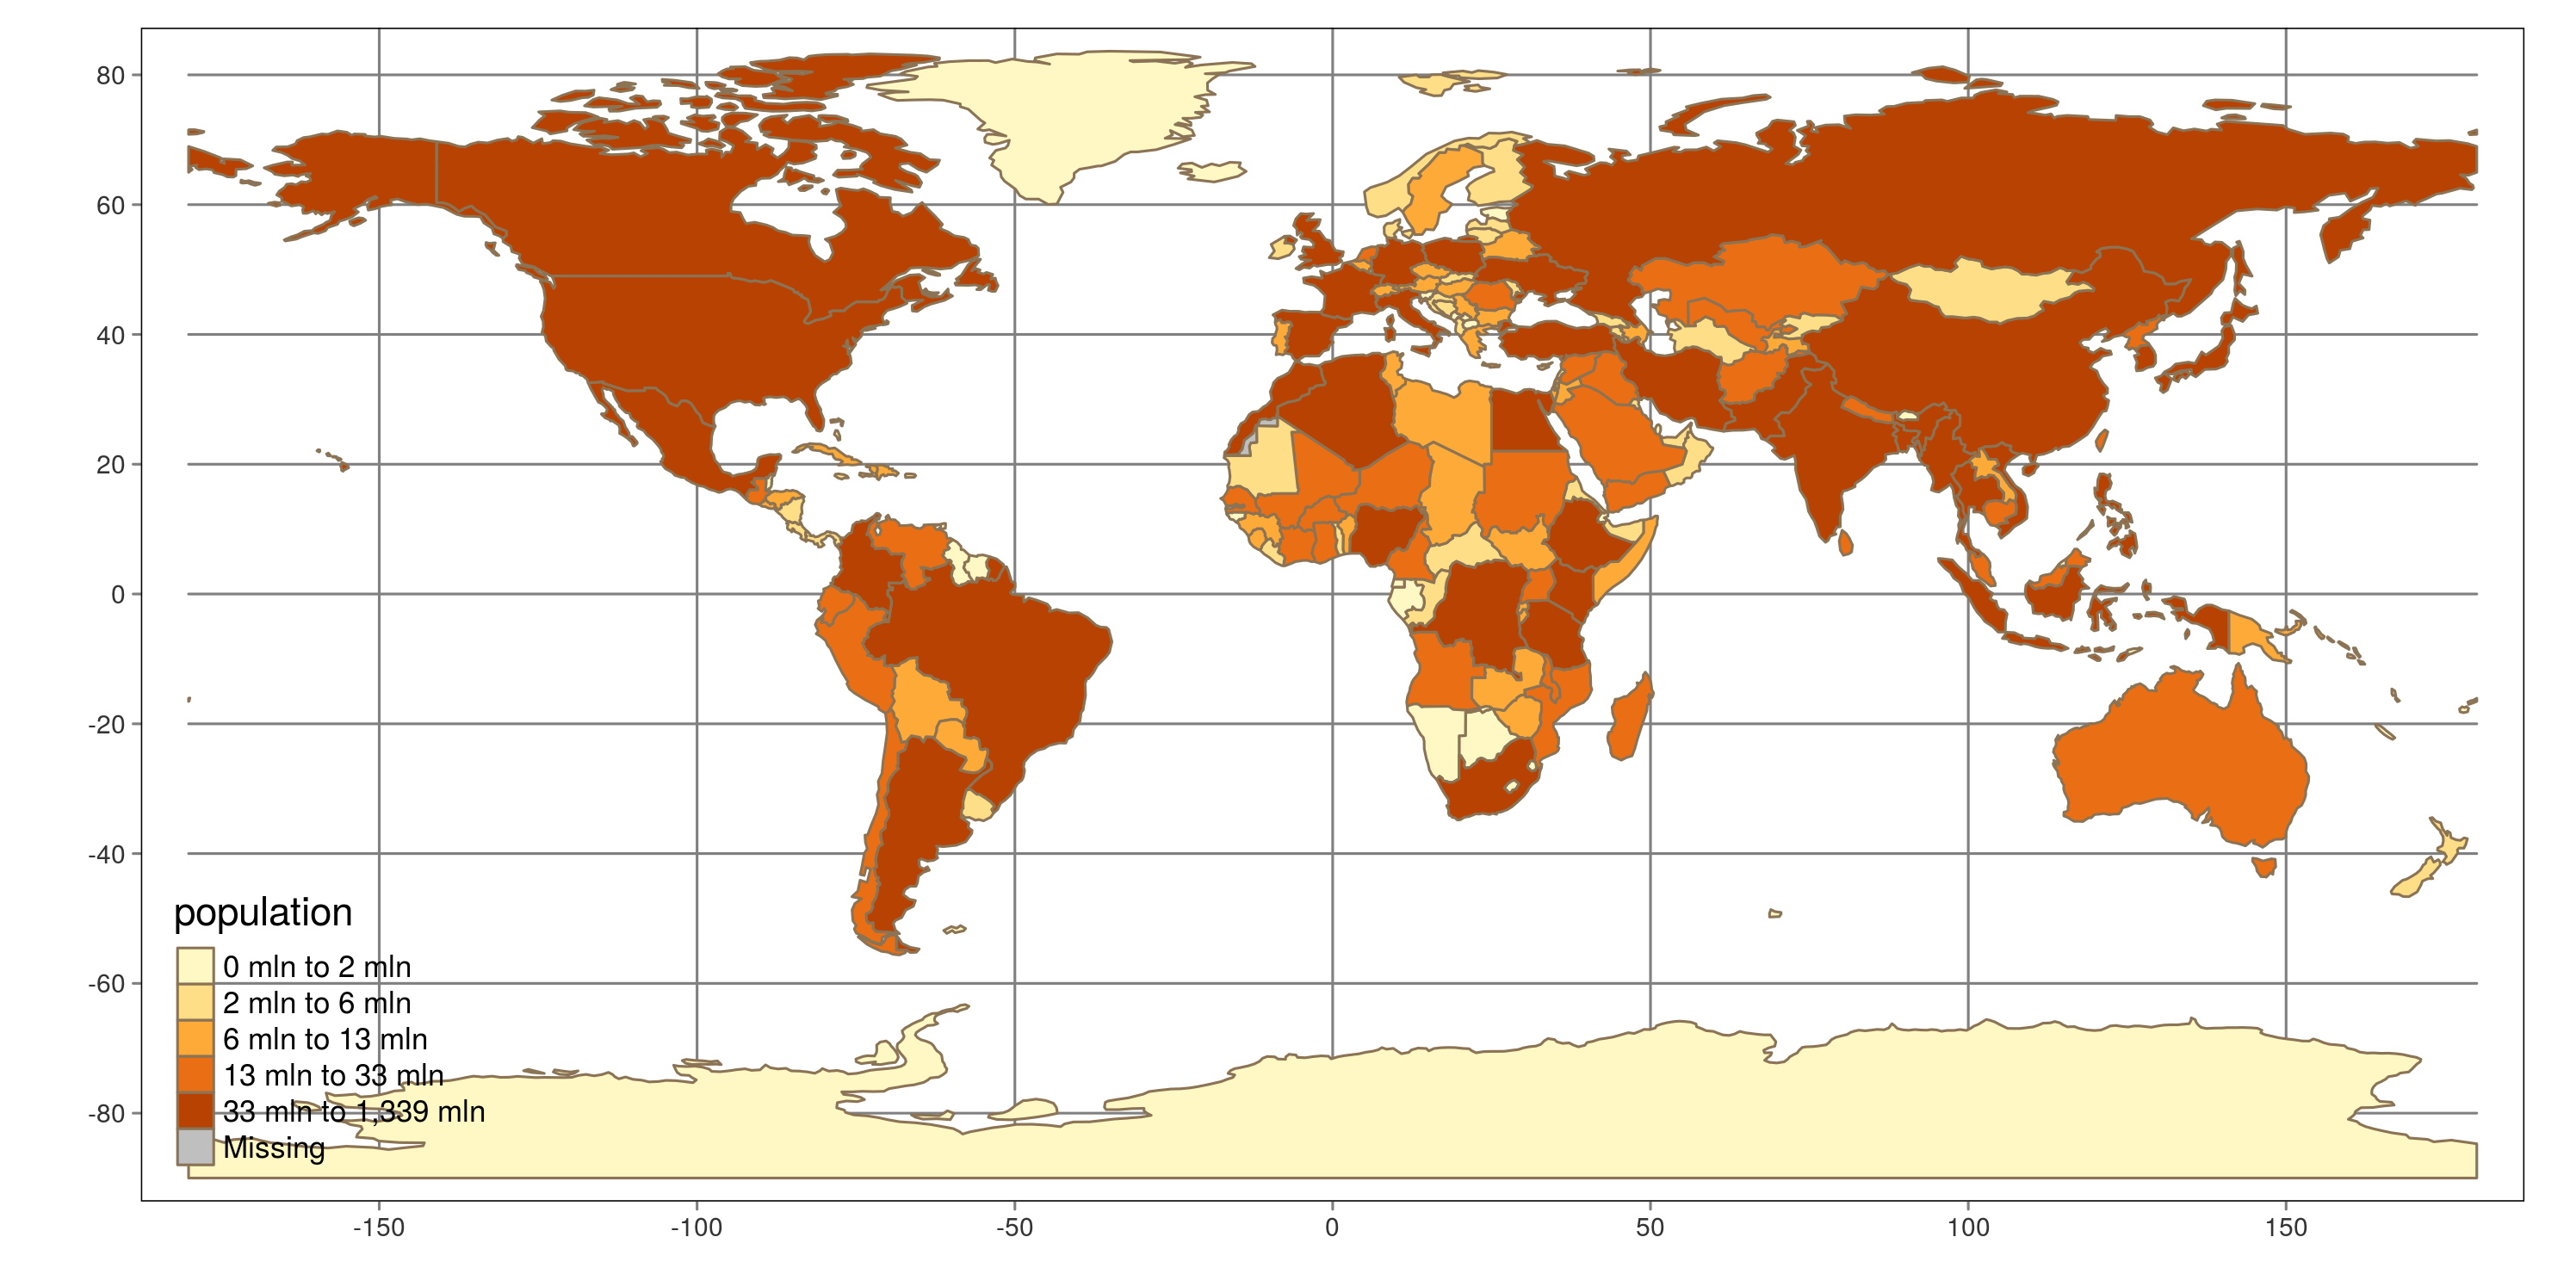 80
60
40
20
0
-20
-40
-60
-80
population
0 mln to 2 mln
2 mln to 6 mln
6 mln to 13 mln
13 mln to 33 mln
33 mln to 1,339 mln
Missing
-150 -100 -50 0 50 100 150